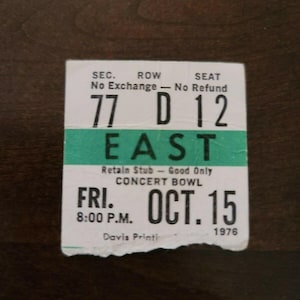 SEC. ROW SEAT
No Exchange — No Refund
77 D 12
EAST
Retain Stub — Good Only
CONCERT BOWL
FRI. OCT. 15
8:00 P.M. 1976
Davis